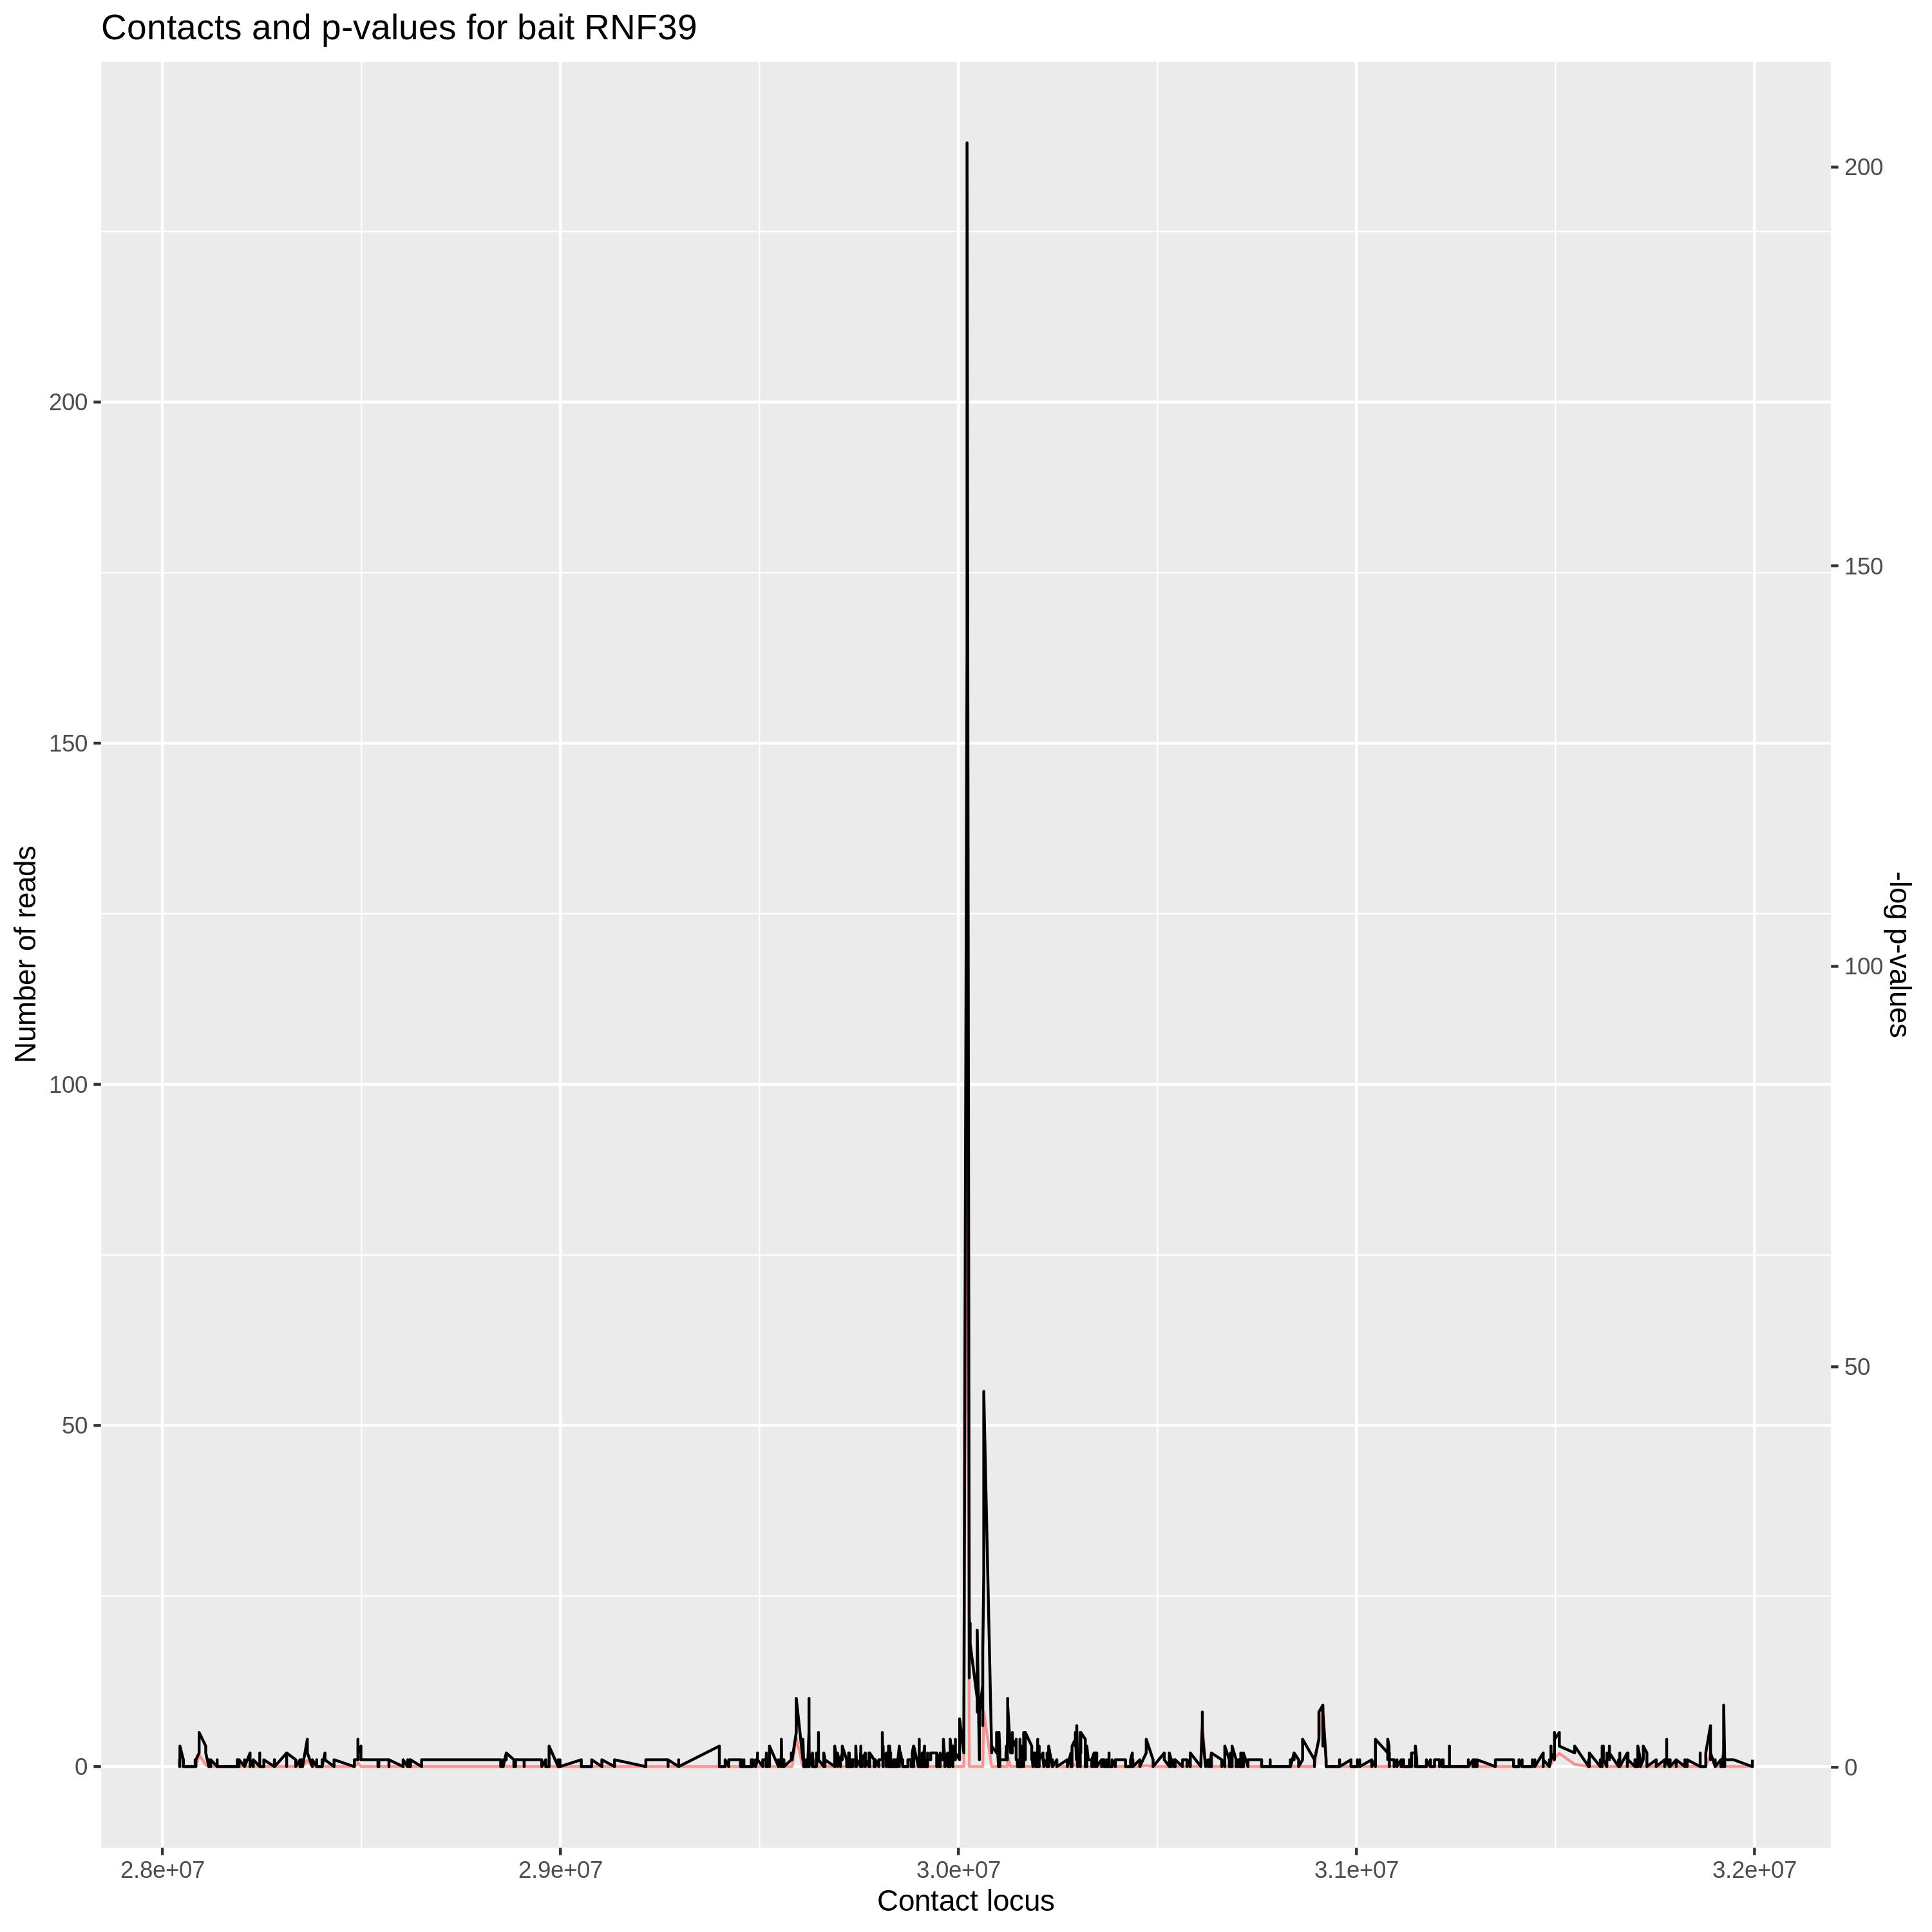 Contacts and p-values for bait RNF39
200
150
100
50
0
Number of reads
200
150
100
50
0
-log p-values
2.8e+07
2.9e+07
3.0e+07
3.1e+07
3.2e+07
Contact locus